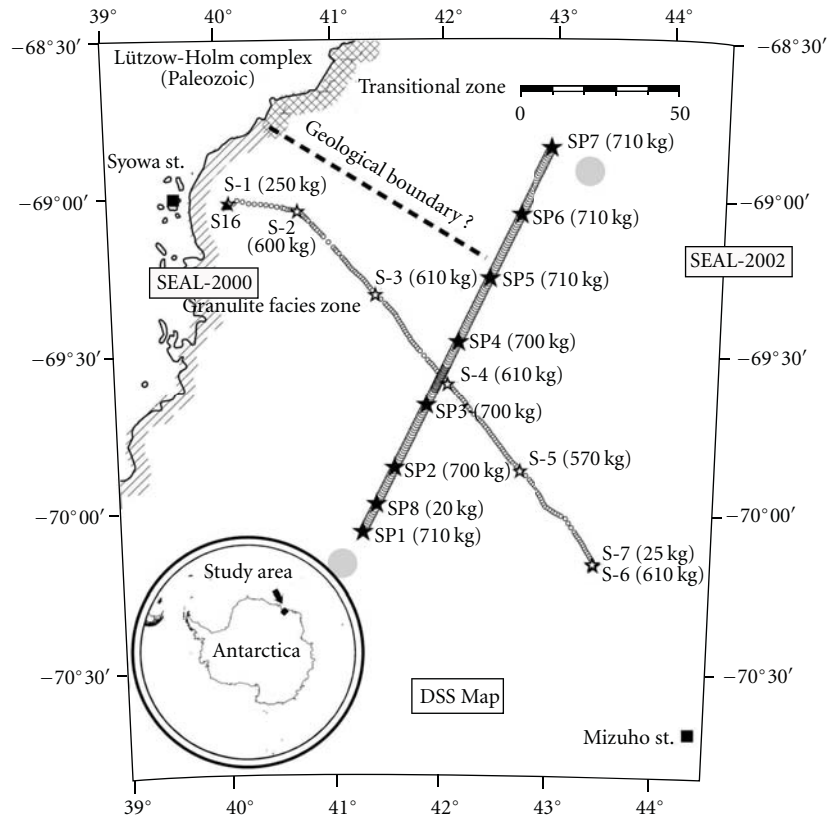 39° 40° 41° 42° 43° 44°
−68°30′ −68°30′
Lützow-Holm complex
(Paleozoic)
Transitional zone
0 50
Geological boundary ?
SP7 (710 kg)
Syowa st.
S-1 (250 kg)
−69°00′ −69°00′
S16
S-2
(600 kg)
SP6 (710 kg)
SEAL-2002
SEAL-2000
S-3 (610 kg)
SP5 (710 kg)
Granulite facies zone
SP4 (700 kg)
−69°30′ −69°30′
S-4 (610 kg)
SP3 (700 kg)
S-5 (570 kg)
SP2 (700 kg)
SP8 (20 kg)
−70°00′ −70°00′
SP1 (710 kg)
S-7 (25 kg)
S-6 (610 kg)
Study area
Antarctica
−70°30′ −70°30′
DSS Map
Mizuho st.
39° 40° 41° 42° 43° 44°